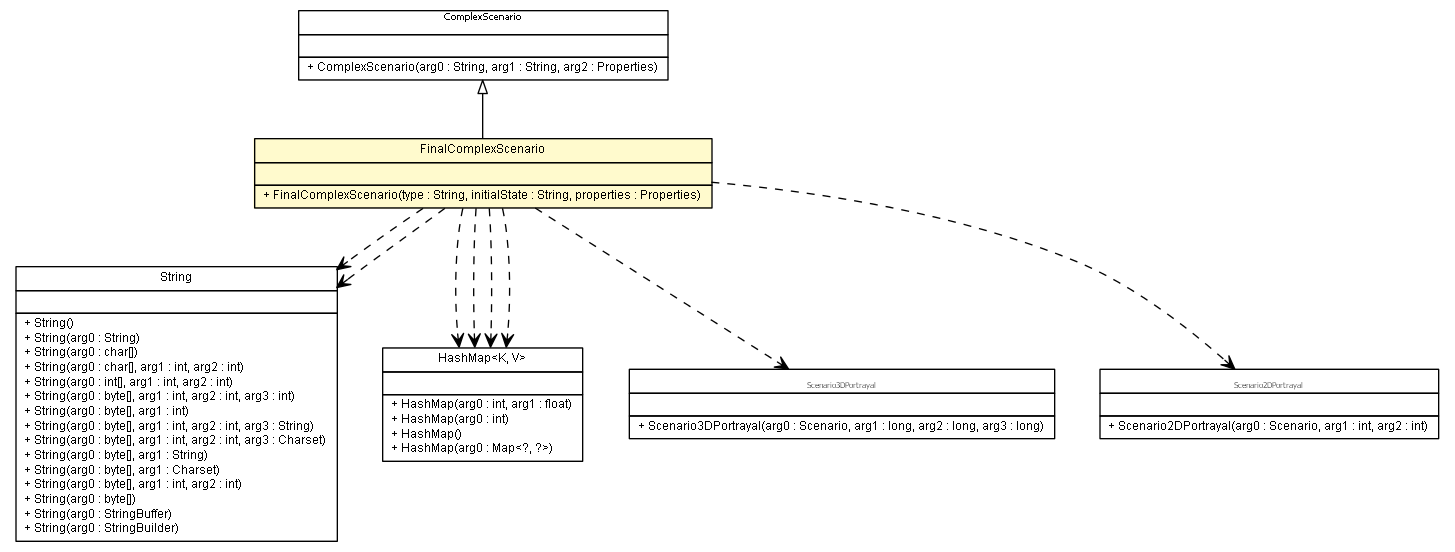 ComplexScenario
+ ComplexScenario(arg0 : String, arg1 : String, arg2 : Properties)
FinalComplexScenario
+ FinalComplexScenario(type : String, initialState : String, properties : Properties)
String
+ String()
+ String(arg0 : String)
+ String(arg0 : char[])
+ String(arg0 : char[], arg1 : int, arg2 : int)
+ String(arg0 : int[], arg1 : int, arg2 : int)
+ String(arg0 : byte[], arg1 : int, arg2 : int, arg3 : int)
+ String(arg0 : byte[], arg1 : int)
+ String(arg0 : byte[], arg1 : int, arg2 : int, arg3 : String)
+ String(arg0 : byte[], arg1 : int, arg2 : int, arg3 : Charset)
+ String(arg0 : byte[], arg1 : String)
+ String(arg0 : byte[], arg1 : Charset)
+ String(arg0 : byte[], arg1 : int, arg2 : int)
+ String(arg0 : byte[])
+ String(arg0 : StringBuffer)
+ String(arg0 : StringBuilder)
HashMap<K, V>
+ HashMap(arg0 : int, arg1 : float)
+ HashMap(arg0 : int)
+ HashMap()
+ HashMap(arg0 : Map<?, ?>)
Scenario3DPortrayal
+ Scenario3DPortrayal(arg0 : Scenario, arg1 : long, arg2 : long, arg3 : long)
Scenario2DPortrayal
+ Scenario2DPortrayal(arg0 : Scenario, arg1 : int, arg2 : int)